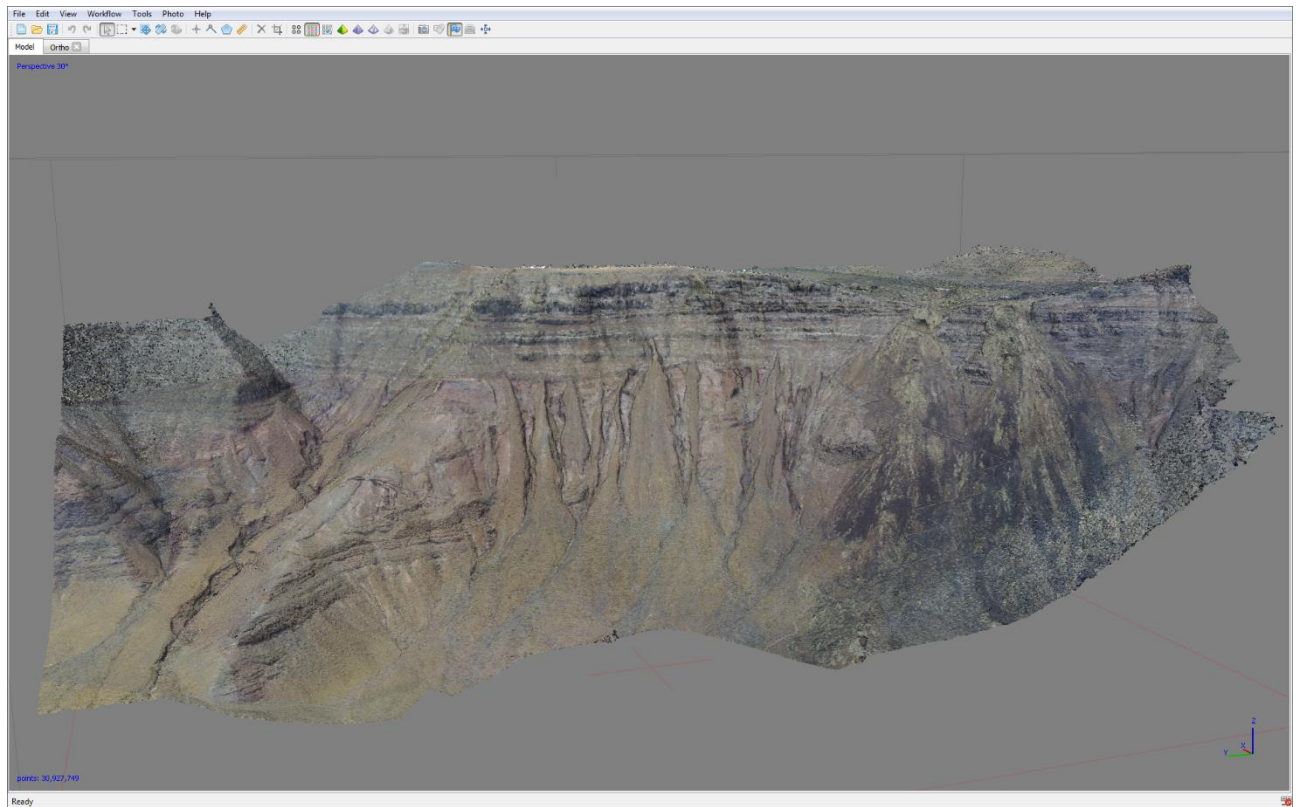 File Edit View Workflow Tools Photo Help
Model Ortho
Perspective 30°
Z
X
Y
points: 30,927,749
Ready